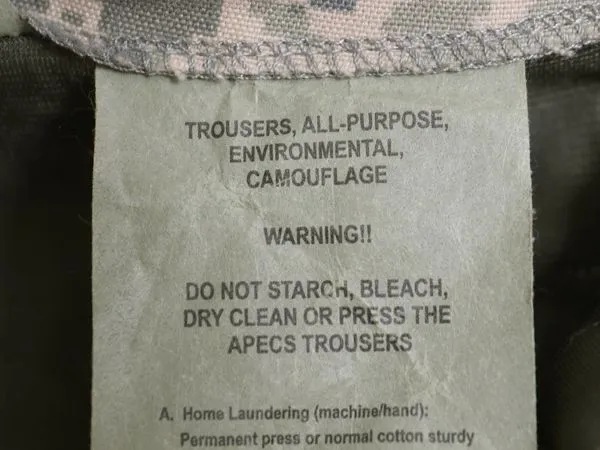 TROUSERS, ALL-PURPOSE,
ENVIRONMENTAL,
CAMOUFLAGE
WARNING!!
DO NOT STARCH, BLEACH,
DRY CLEAN OR PRESS THE
APECS TROUSERS
A. Home Laundering (machine/hand):
Permanent press or normal cotton sturdy